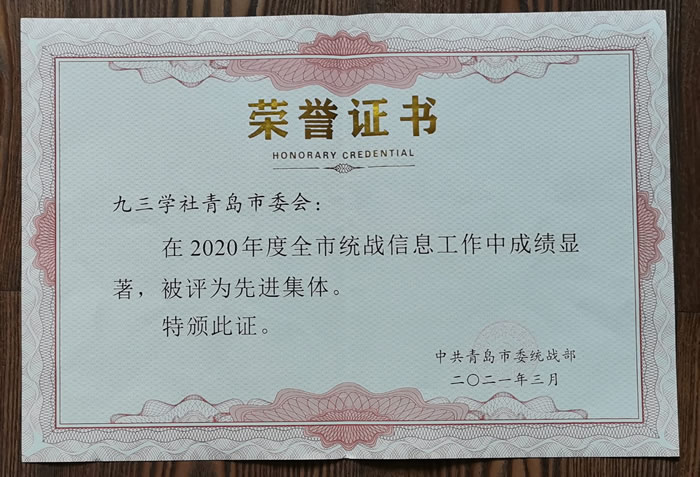 荣誉证书
HONORARY CREDENTIAL
九三学社青岛市委会：
在2020年度全市统战信息工作中成绩显
著，被评为先进集体。
特颁此证。
中共青岛市委统战部
二〇二一年三月